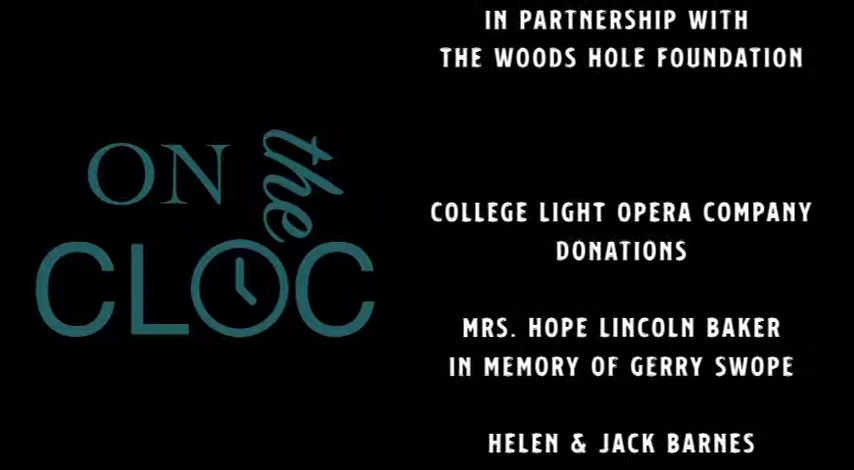 ON the
CLOC
IN PARTNERSHIP WITH
THE WOODS HOLE FOUNDATION
COLLEGE LIGHT OPERA COMPANY
DONATIONS
MRS. HOPE LINCOLN BAKER
IN MEMORY OF GERRY SWOPE
HELEN & JACK BARNES